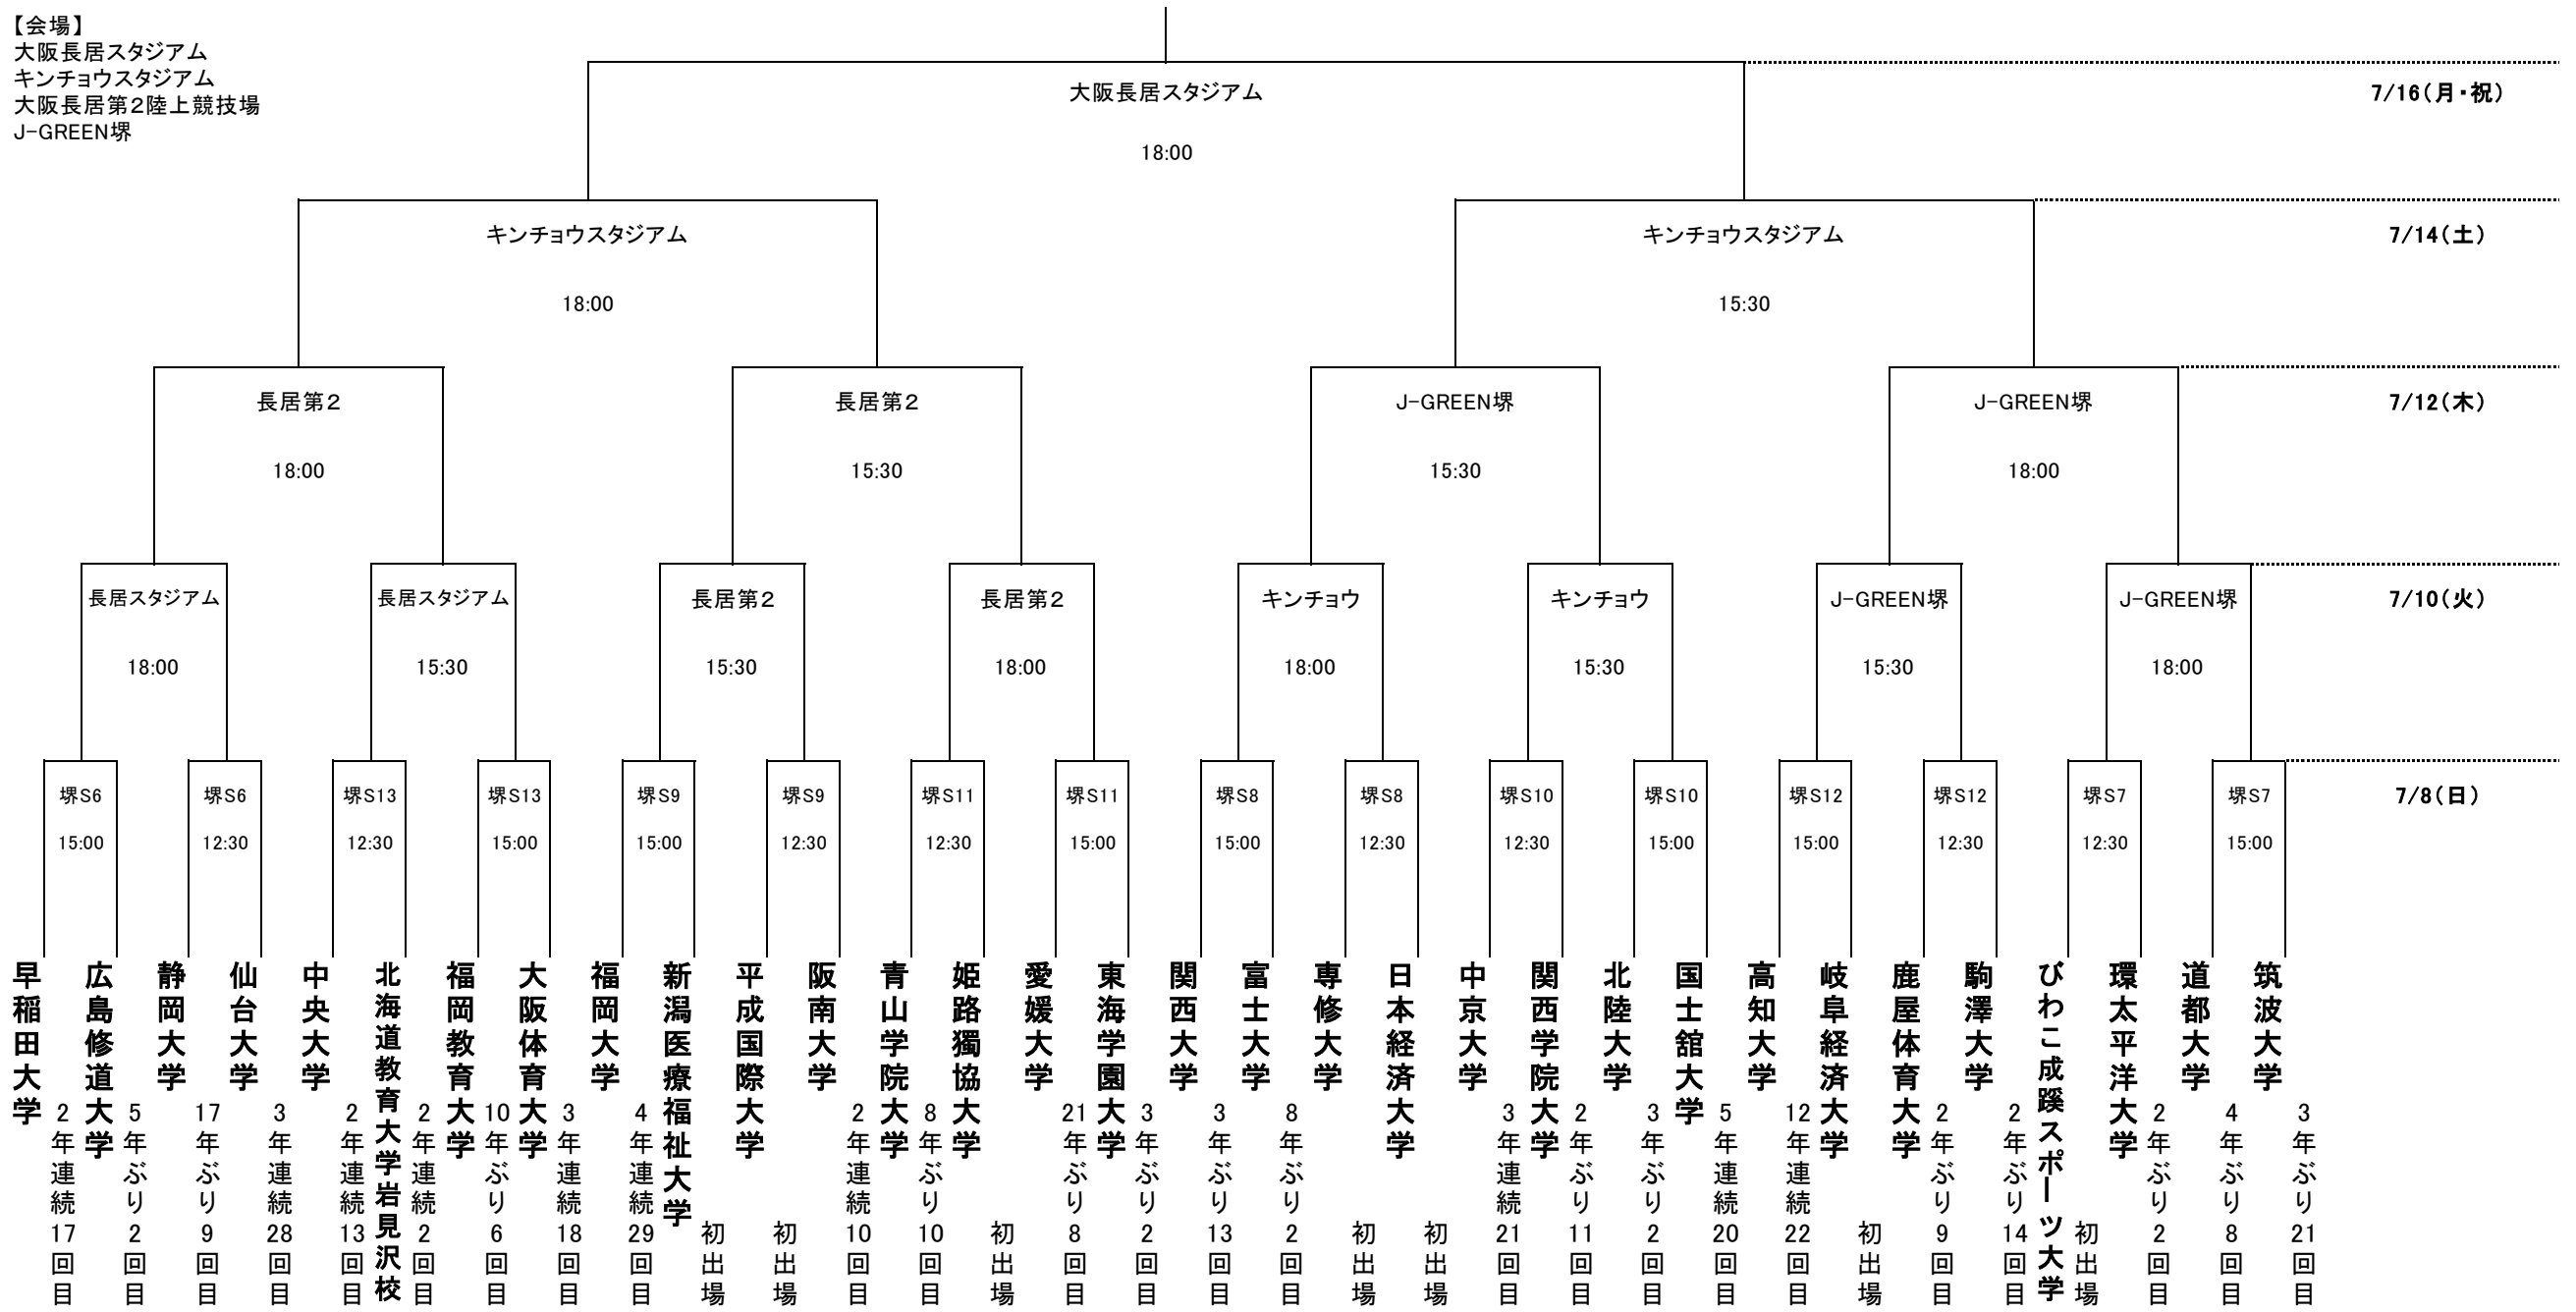 【会場】
大阪長居スタジアム
キンチョウスタジアム
大阪長居第２陸上競技場
J-GREEN堺
大阪長居スタジアム
7/16（月・祝）
18:00
キンチョウスタジアム
キンチョウスタジアム
7/14（土）
18:00
15:30
長居第２
長居第２
J-GREEN堺
J-GREEN堺
7/12（木）
18:00
15:30
15:30
18:00
長居スタジアム
長居スタジアム
長居第２
長居第２
キンチョウ
キンチョウ
J-GREEN堺
J-GREEN堺
7/10（火）
18:00
15:30
15:30
18:00
18:00
15:30
15:30
18:00
堺S6
堺S6
堺S13
堺S13
堺S9
堺S9
堺S11
堺S11
堺S8
堺S8
堺S10
堺S10
堺S12
堺S12
堺S7
堺S7
7/8（日）
15:00
12:30
12:30
15:00
15:00
12:30
12:30
15:00
15:00
12:30
12:30
15:00
15:00
12:30
12:30
15:00
早稲田大学
2年連続17回目
広島修道大学
5年ぶり2回目
静岡大学
17年ぶり9回目
仙台大学
3年連続28回目
中央大学
2年連続13回目
北海道教育大学岩見沢校
2年連続2回目
福岡教育大学
10年ぶり6回目
大阪体育大学
3年連続18回目
福岡大学
4年連続29回目
新潟医療福祉大学
初出場
平成国際大学
初出場
阪南大学
2年連続10回目
青山学院大学
8年ぶり10回目
姫路獨協大学
初出場
愛媛大学
21年ぶり8回目
東海学園大学
3年ぶり2回目
関西大学
3年ぶり13回目
富士大学
8年ぶり2回目
専修大学
初出場
日本経済大学
初出場
中京大学
3年連続21回目
関西学院大学
2年ぶり11回目
北陸大学
3年ぶり2回目
国士舘大学
5年連続20回目
高知大学
12年連続22回目
岐阜経済大学
初出場
鹿屋体育大学
2年ぶり9回目
駒澤大学
2年ぶり14回目
びわこ成蹊スポーツ大学
初出場
環太平洋大学
2年ぶり2回目
道都大学
4年ぶり8回目
筑波大学
3年ぶり21回目